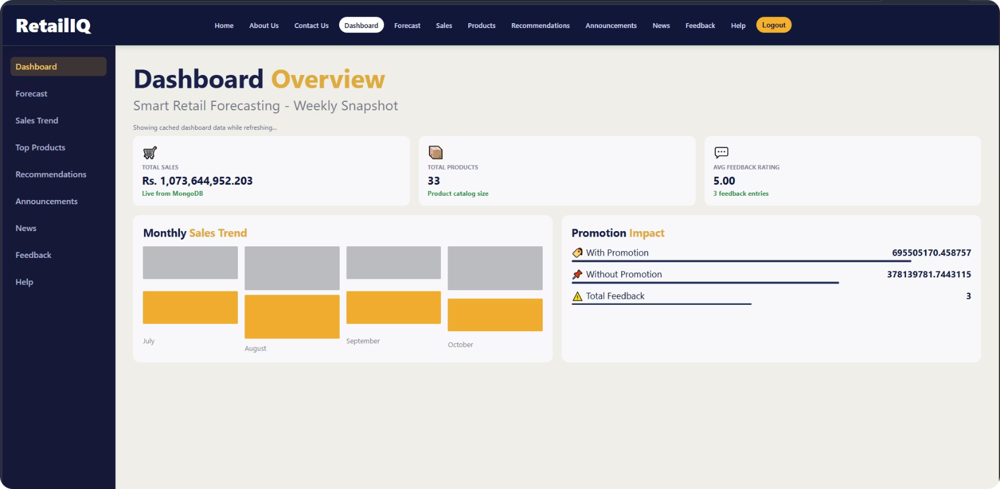 RetailIQ
Home About Us Contact Us Dashboard Forecast Sales Products Recommendations Announcements News Feedback Help Logout
Dashboard
Forecast
Sales Trend
Top Products
Recommendations
Announcements
News
Feedback
Help
Dashboard Overview
Smart Retail Forecasting - Weekly Snapshot
Showing cached dashboard data while refreshing...
TOTAL SALES
Rs. 1,073,644,952.203
Live from MongoDB
TOTAL PRODUCTS
33
Product catalog size
AVG FEEDBACK RATING
5.00
3 feedback entries
Monthly Sales Trend
July
August
September
October
Promotion Impact
With Promotion 695505170.458757
Without Promotion 378139781.7443115
Total Feedback 3